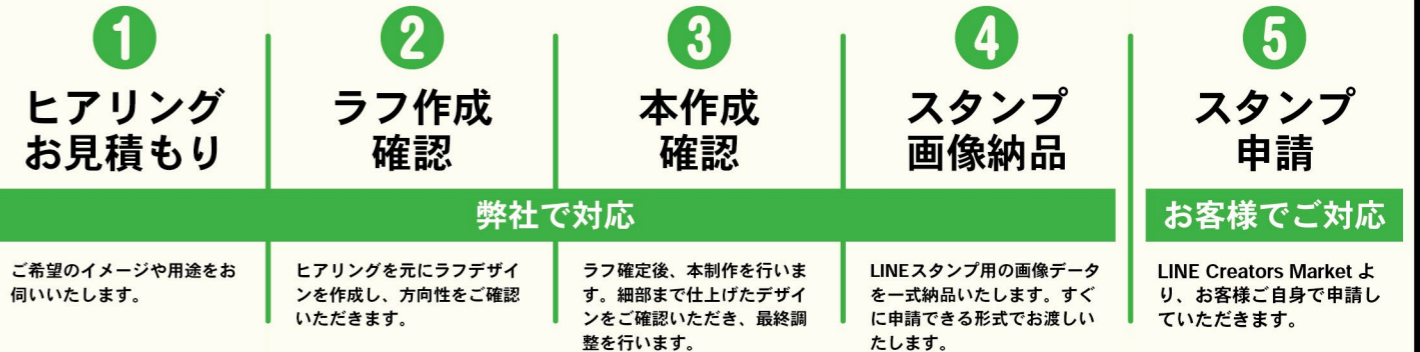 1
ヒアリング
お見積もり
2
ラフ作成
確認
3
本作成
確認
4
スタンプ
画像納品
5
スタンプ
申請
弊社で対応
お客様でご対応
ご希望のイメージや用途をお
伺いいたします。
ヒアリングを元にラフデザイ
ンを作成し、方向性をご確認
いただきます。
ラフ確定後、本制作を行いま
す。細部まで仕上げたデザイ
ンをご確認いただき、最終調
整を行います。
LINEスタンプ用の画像データ
を一式納品いたします。すぐ
に申請できる形式でお渡しい
たします。
LINE Creators Market よ
り、お客様ご自身で申請し
ていただきます。